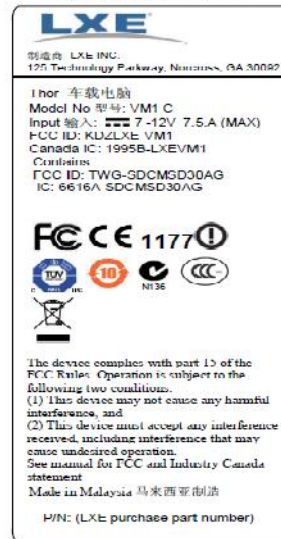 LXE
制造商 LXE INC.
125 Technology Parkway, Norcross, GA 30092
Thor 车载电脑
Model No 型号: VM1 C
Input 输入: 7 -12V 7.5A (MAX)
FCC ID: KDZLXE VM1
Canada IC: 1995B-LXEVM1
Contains
FCC ID: TWG-SDCMSD30AG
IC: 6616A SDCMSD30AG
FC CE 1177
TUV
C US
10
N136
CCC
The device complies with part 15 of the
FCC Rules. Operation is subject to the
following two conditions.
(1) This device may not cause any harmful
interference, and
(2) This device must accept any interference
received, including interference that may
cause undesired operation.
See manual for FCC and Industry Canada
statement
Made in Malaysia 马来西亚制造
P/N: (LXE purchase part number)